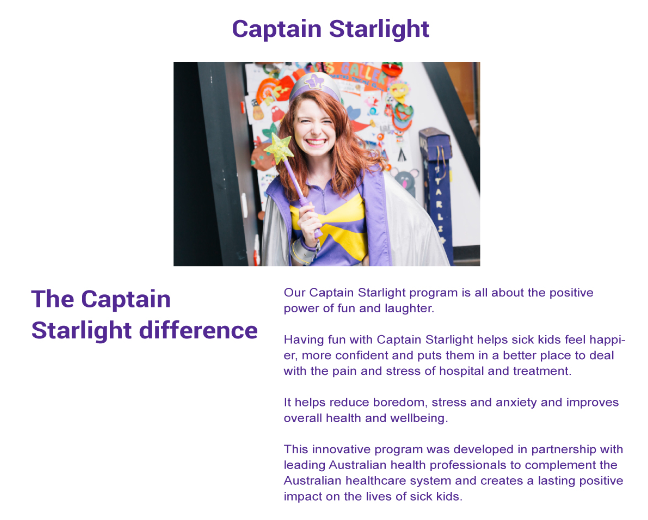 Captain Starlight
The Captain
Starlight difference
Our Captain Starlight program is all about the positive
power of fun and laughter.
Having fun with Captain Starlight helps sick kids feel happi-
er, more confident and puts them in a better place to deal
with the pain and stress of hospital and treatment.
It helps reduce boredom, stress and anxiety and improves
overall health and wellbeing.
This innovative program was developed in partnership with
leading Australian health professionals to complement the
Australian healthcare system and creates a lasting positive
impact on the lives of sick kids.